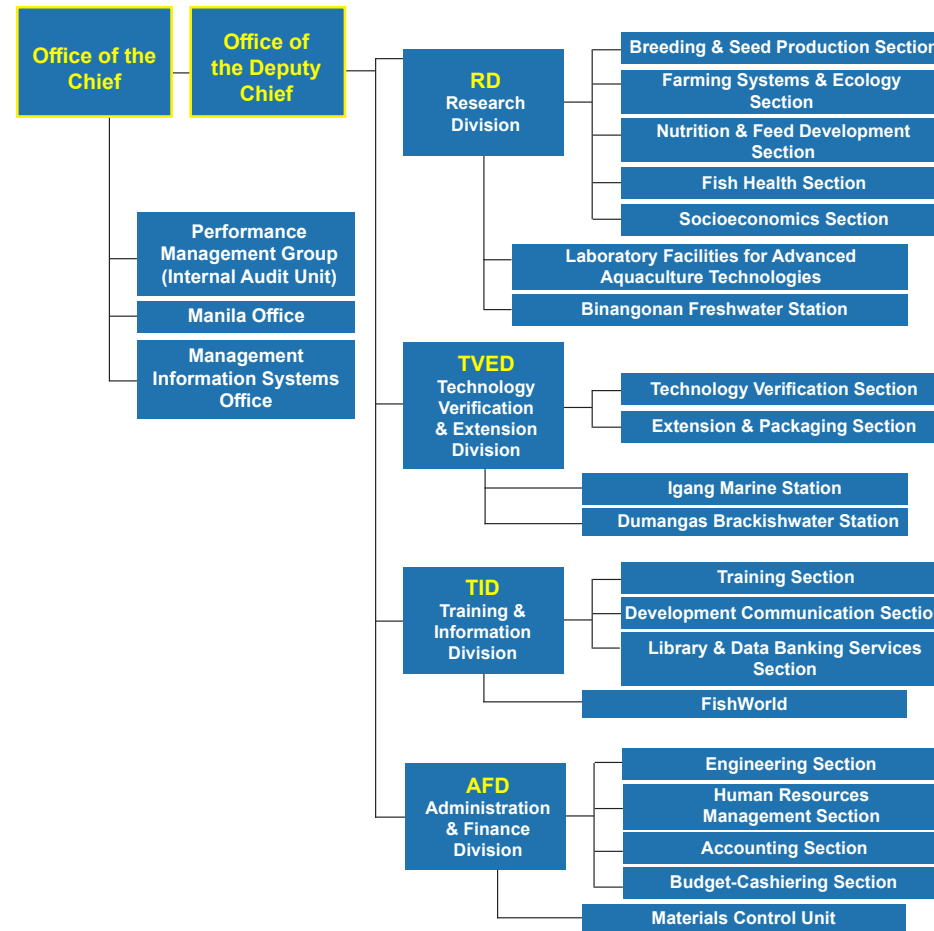 Office of the
Chief
Office of
the Deputy
Chief
Performance
Management Group
(Internal Audit Unit)
Manila Office
Management
Information Systems
Office
RD
Research
Division
Breeding & Seed Production Section
Farming Systems & Ecology
Section
Nutrition & Feed Development
Section
Fish Health Section
Socioeconomics Section
Laboratory Facilities for Advanced
Aquaculture Technologies
Binangonan Freshwater Station
TVED
Technology
Verification
& Extension
Division
Technology Verification Section
Extension & Packaging Section
Igang Marine Station
Dumangas Brackishwater Station
TID
Training &
Information
Division
Training Section
Development Communication Sectio
Library & Data Banking Services
Section
FishWorld
AFD
Administration
& Finance
Division
Engineering Section
Human Resources
Management Section
Accounting Section
Budget-Cashiering Section
Materials Control Unit